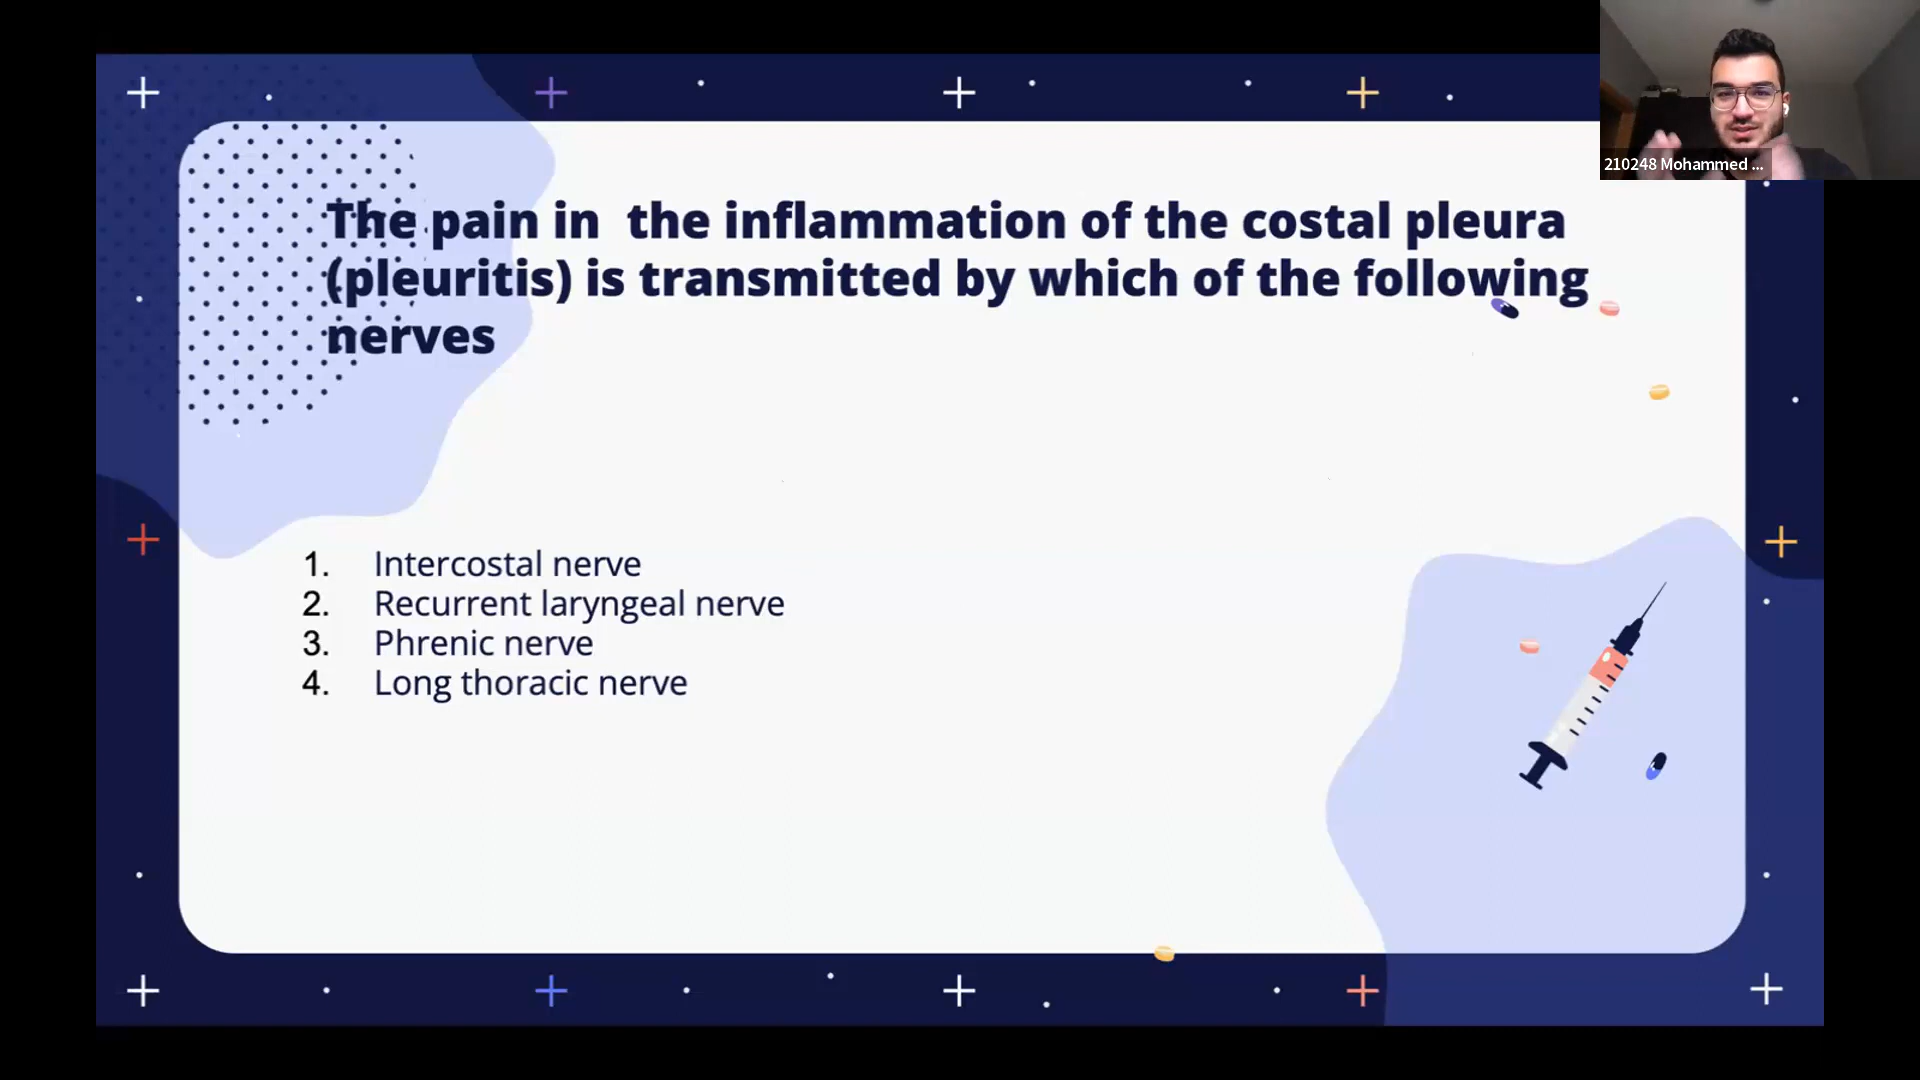 210248 Mohammed ...
The pain in the inflammation of the costal pleura
(pleuritis) is transmitted by which of the following
nerves
1. Intercostal nerve
2. Recurrent laryngeal nerve
3. Phrenic nerve
4. Long thoracic nerve